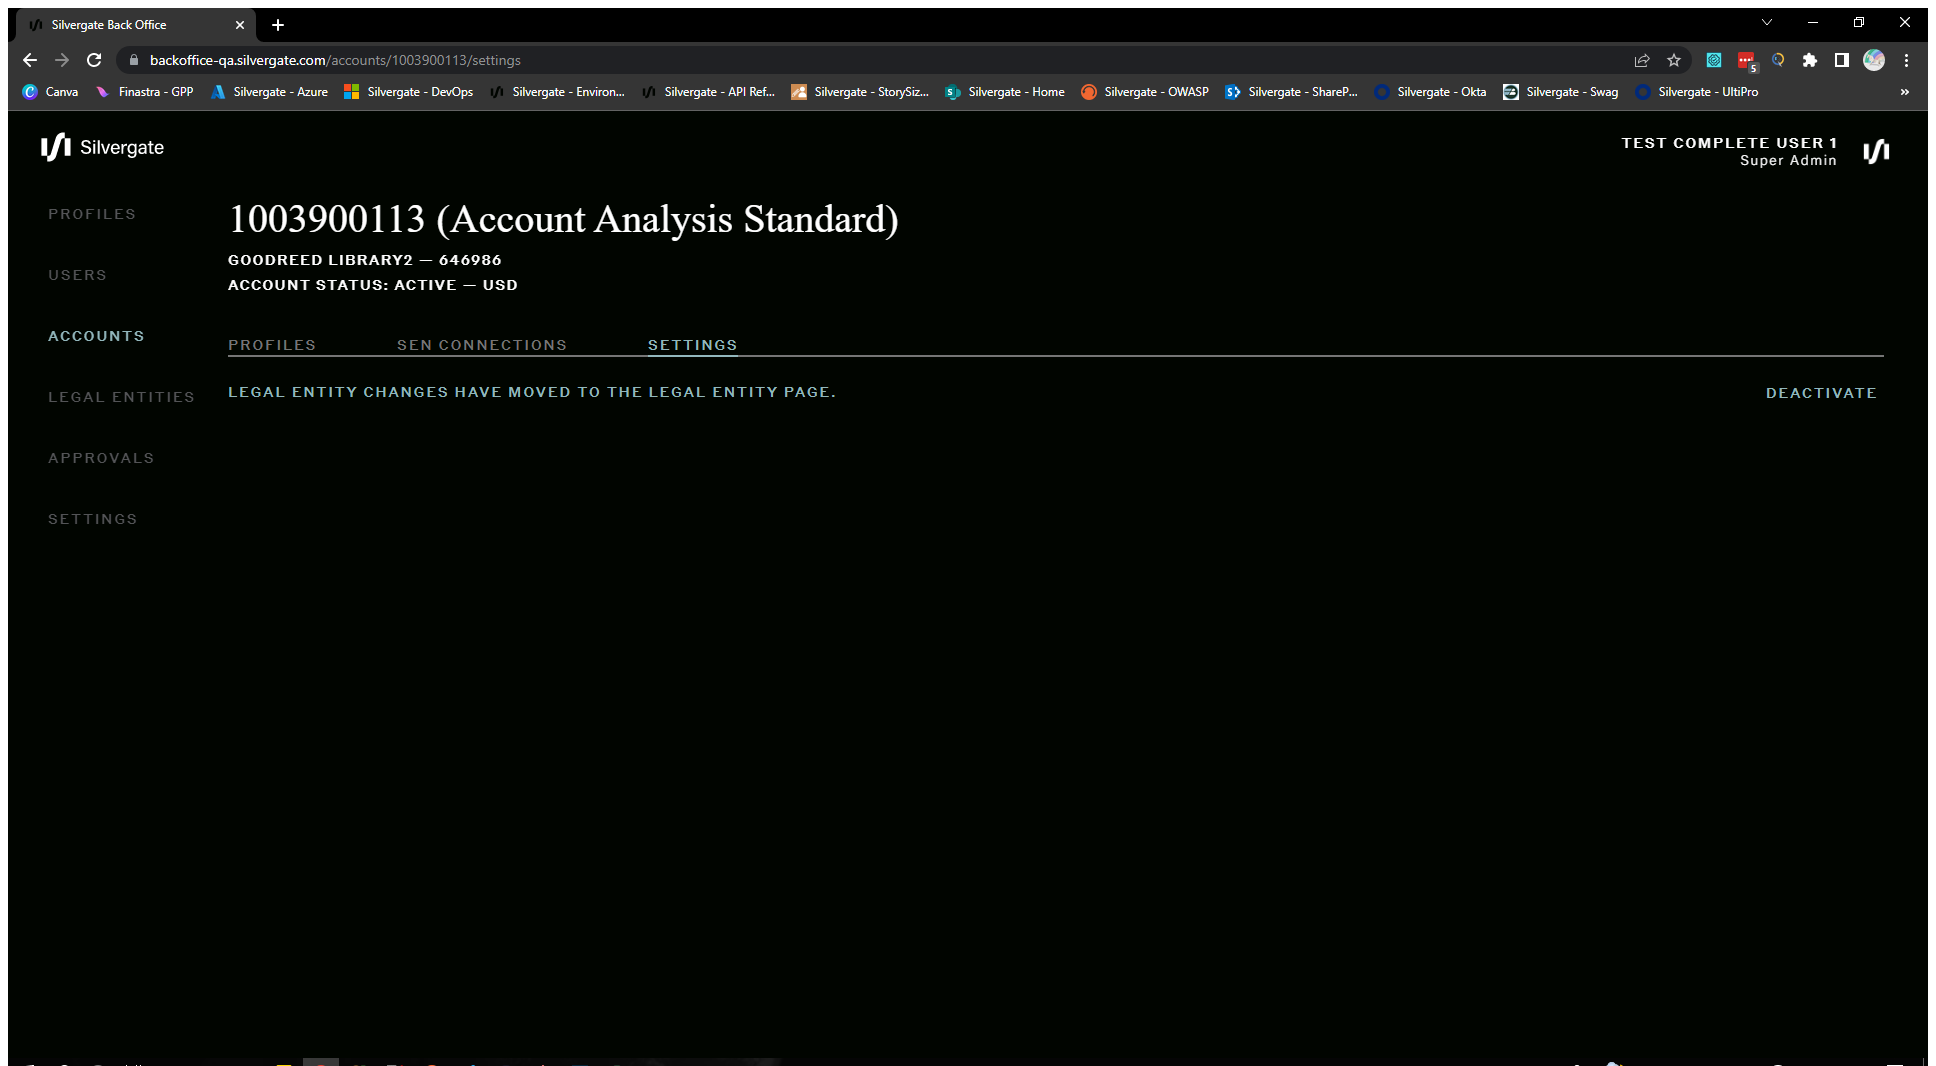 Silvergate Back Office
backoffice-qa.silvergate.com/accounts/1003900113/settings
5
Canva
Finastra - GPP
Silvergate - Azure
Silvergate - DevOps
Silvergate - Environ...
Silvergate - API Ref...
Silvergate - StorySiz...
Silvergate - Home
Silvergate - OWASP
Silvergate - ShareP...
Silvergate - Okta
Silvergate - Swag
Silvergate - UltiPro
»
Silvergate
TEST COMPLETE USER 1
Super Admin
PROFILES
USERS
ACCOUNTS
LEGAL ENTITIES
APPROVALS
SETTINGS
1003900113 (Account Analysis Standard)
GOODREED LIBRARY2 — 646986
ACCOUNT STATUS: ACTIVE — USD
PROFILES SEN CONNECTIONS SETTINGS
LEGAL ENTITY CHANGES HAVE MOVED TO THE LEGAL ENTITY PAGE.
DEACTIVATE